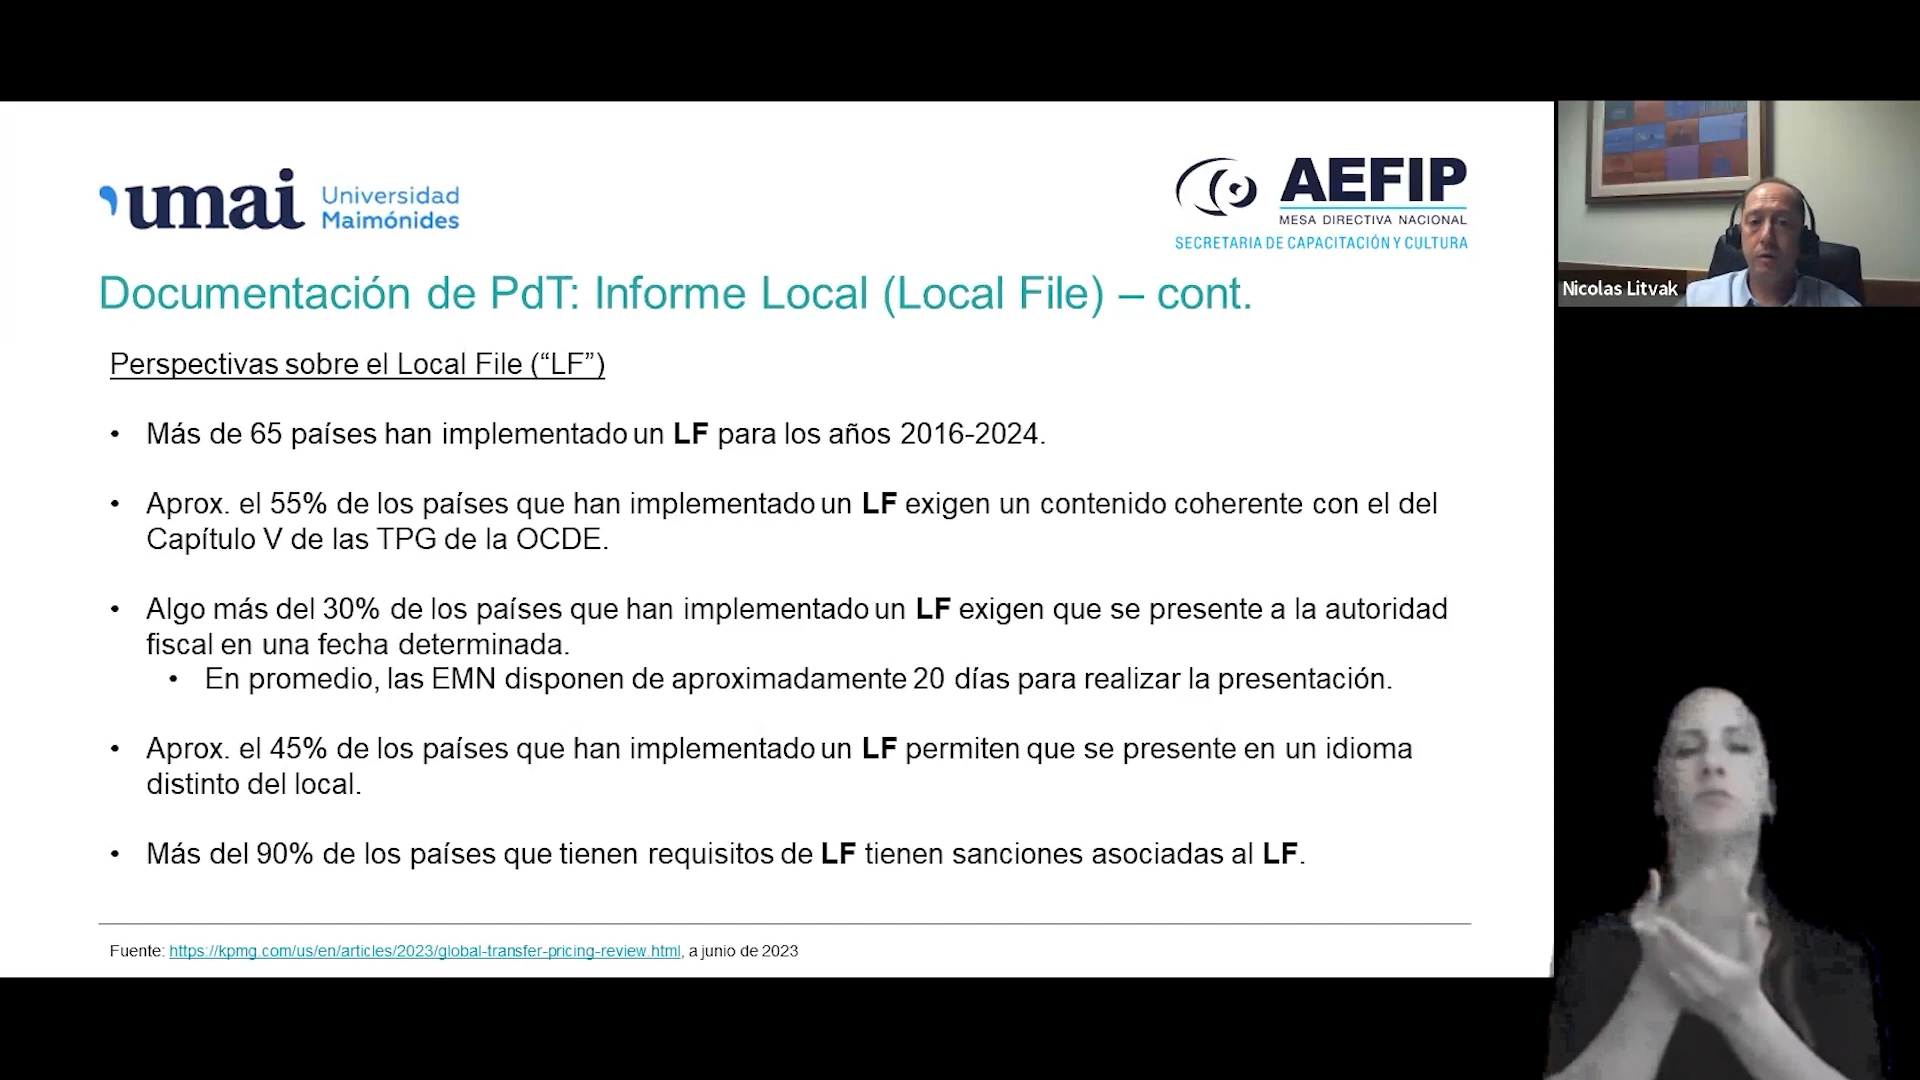 umai Universidad Maimónides
AEFIP
MESA DIRECTIVA NACIONAL
SECRETARIA DE CAPACITACIÓN Y CULTURA
Documentación de PdT: Informe Local (Local File) – cont.
Perspectivas sobre el Local File (“LF”)
• Más de 65 países han implementado un LF para los años 2016-2024.
• Aprox. el 55% de los países que han implementado un LF exigen un contenido coherente con el del
Capítulo V de las TPG de la OCDE.
• Algo más del 30% de los países que han implementado un LF exigen que se presente a la autoridad
fiscal en una fecha determinada.
• En promedio, las EMN disponen de aproximadamente 20 días para realizar la presentación.
• Aprox. el 45% de los países que han implementado un LF permiten que se presente en un idioma
distinto del local.
• Más del 90% de los países que tienen requisitos de LF tienen sanciones asociadas al LF.
Fuente: https://kpmg.com/us/en/articles/2023/global-transfer-pricing-review.html, a junio de 2023
Nicolas Litvak